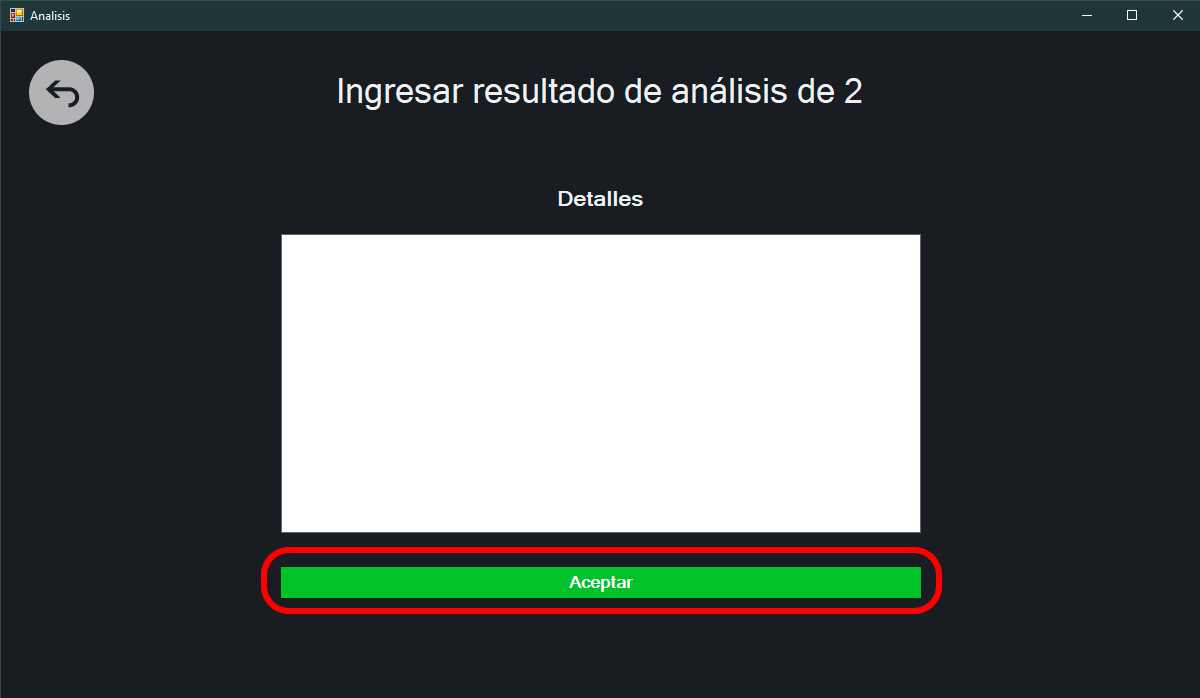 Analisis
Ingresar resultado de análisis de 2
Detalles
Aceptar